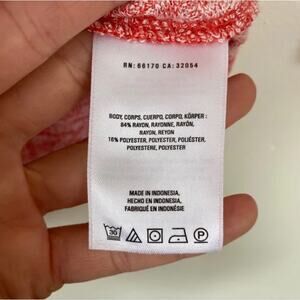 RN: 66170 CA: 32054
BODY, CORPS, CUERPO, CORPO, KÖRPER :
84% RAYON, RAYONNE, RAYÓN,
RAYON, REYON
16% POLYESTER, POLYESTER, POLIÉSTER,
POLYESTERE, POLYESTER
MADE IN INDONESIA,
HECHO EN INDONESIA,
FABRIQUÉ EN INDONÉSIE
30
P